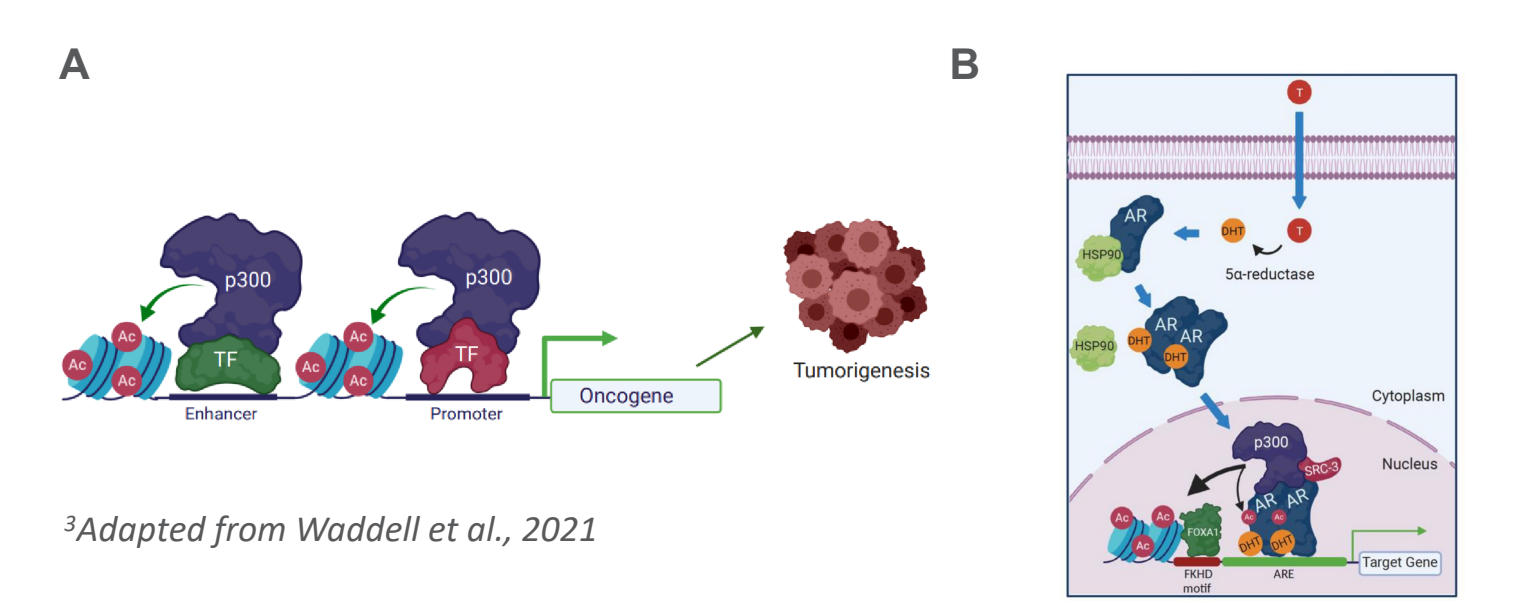 A
B
T
p300
p300
Ac
Ac
Ac
TF
Ac
Ac
Ac
TF
Enhancer
Promoter
Oncogene
Tumorigenesis
³Adapted from Waddell et al., 2021
AR
HSP90
DHT
T
5α-reductase
HSP90
AR
AR
DHT
DHT
Cytoplasm
Nucleus
p300
SRC-3
AR
AR
Ac
Ac
Ac
Ac
Ac
FOXA1
DHT
DHT
FKHD
motif
ARE
Target Gene